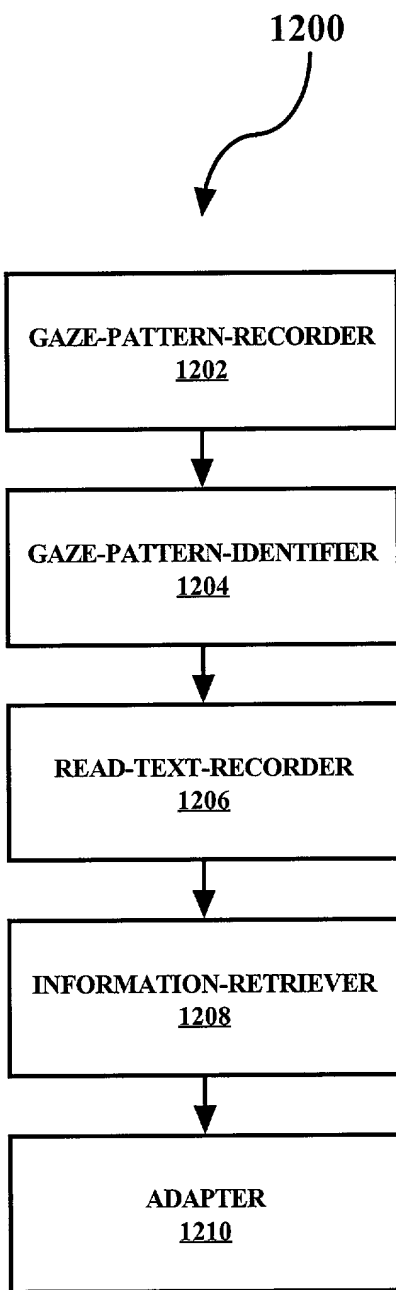 1200
GAZE-PATTERN-RECORDER
1202
GAZE-PATTERN-IDENTIFIER
1204
READ-TEXT-RECORDER
1206
INFORMATION-RETRIEVER
1208
ADAPTER
1210